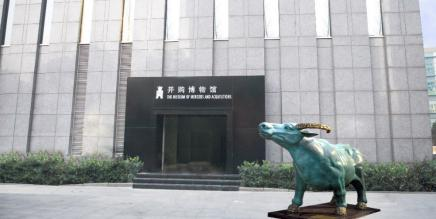 并购博物馆
THE MUSEUM OF MERGERS AND ACQUISITIONS